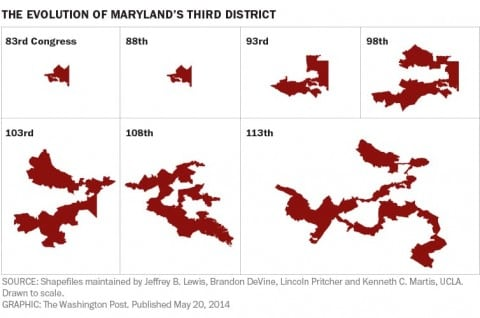 THE EVOLUTION OF MARYLAND'S THIRD DISTRICT
83rd Congress
88th
93rd
98th
103rd
108th
113th
SOURCE: Shapefiles maintained by Jeffrey B. Lewis, Brandon DeVine, Lincoln Pritcher and Kenneth C. Martis, UCLA.
Drawn to scale.
GRAPHIC: The Washington Post. Published May 20, 2014